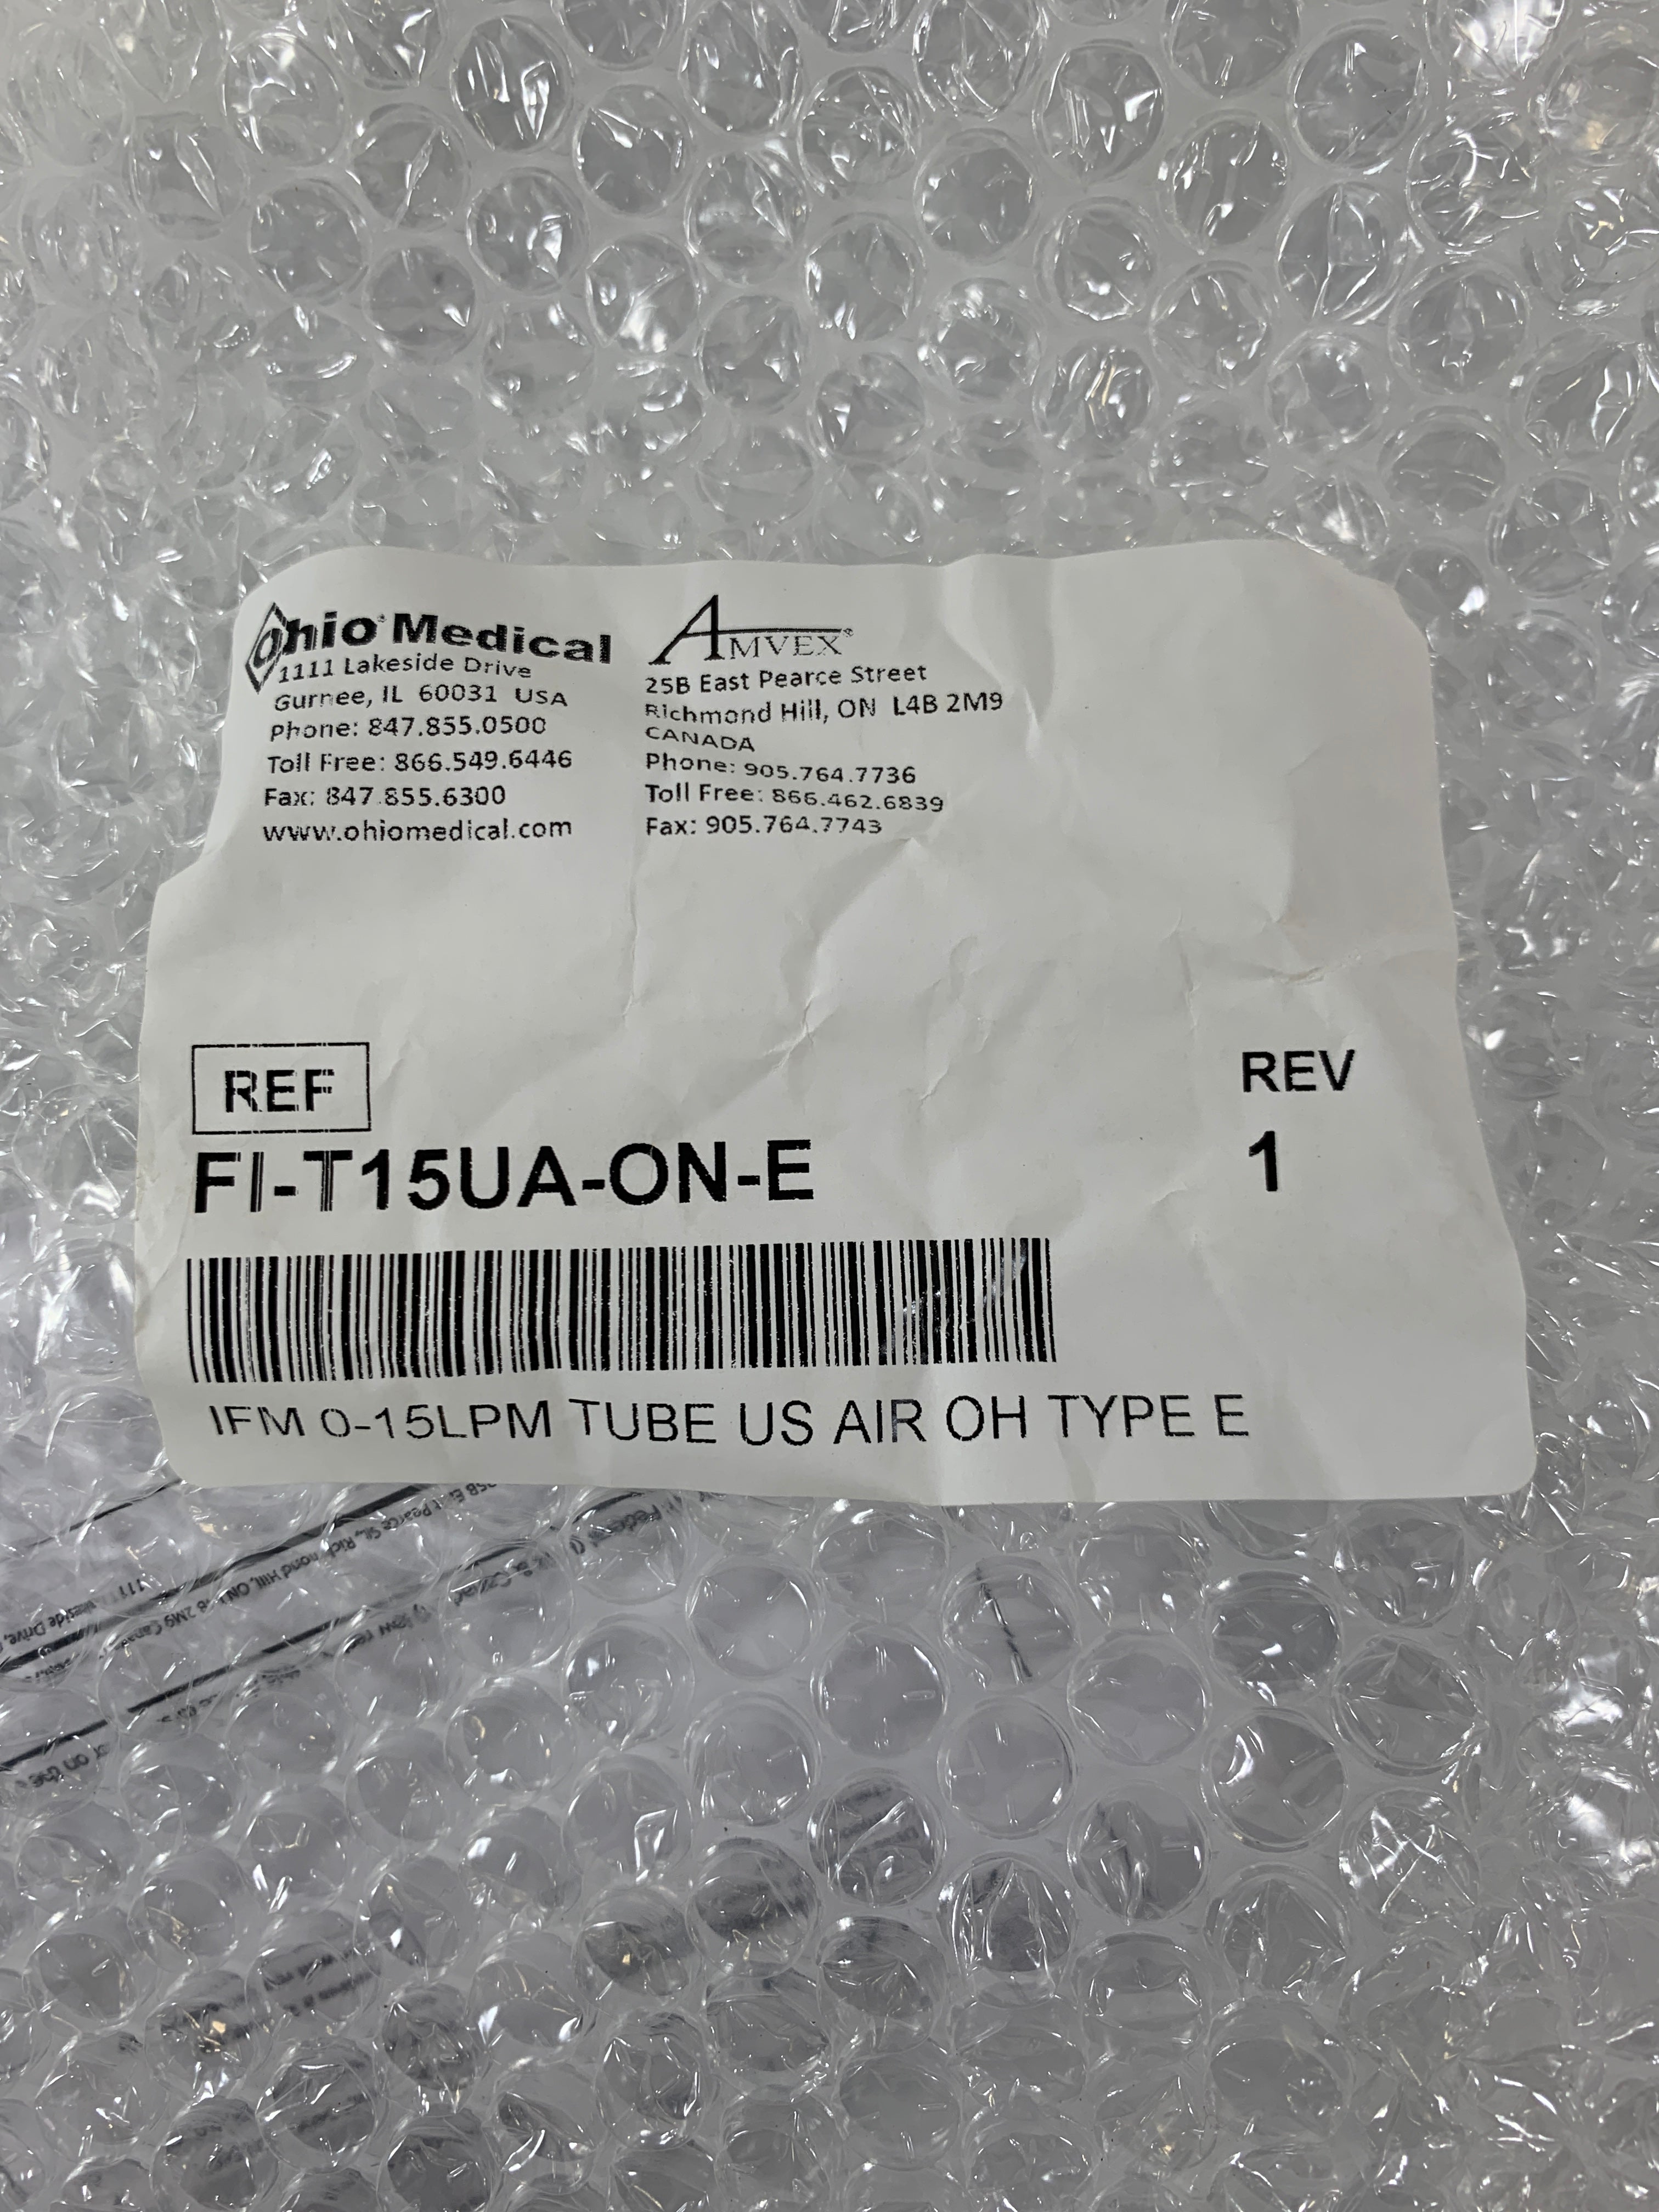 Ohio Medical
1111 Lakeside Drive
Gurnee, IL 60031 USA
Phone: 847.855.0500
Toll Free: 866.549.6446
Fax: 847.855.6300
www.ohiomedical.com
AMVEX®
25B East Pearce Street
Richmond Hill, ON L4B 2M9
CANADA
Phone: 905.764.7736
Toll Free: 866.462.6839
Fax: 905.764.7743
REF
FI-T15UA-ON-E
REV
1
IFM 0-15LPM TUBE US AIR OH TYPE E